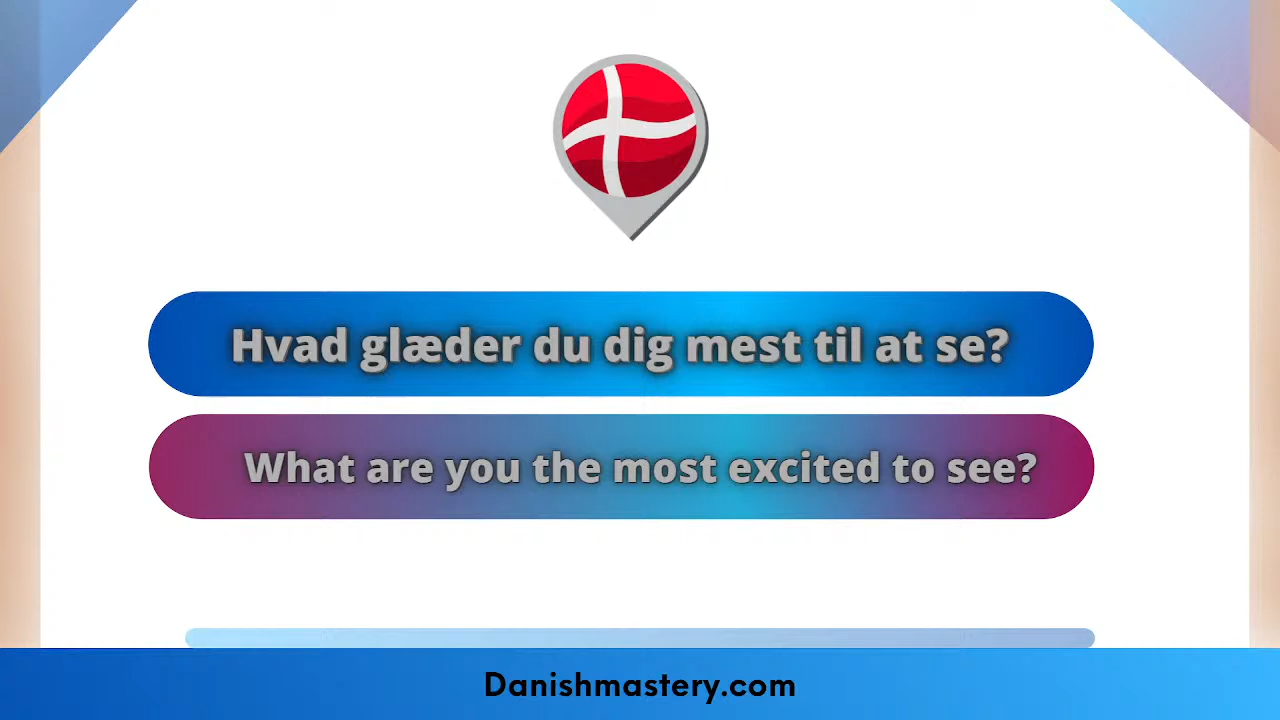 Hvad glæder du dig mest til at se?
What are you the most excited to see?
Danishmastery.com